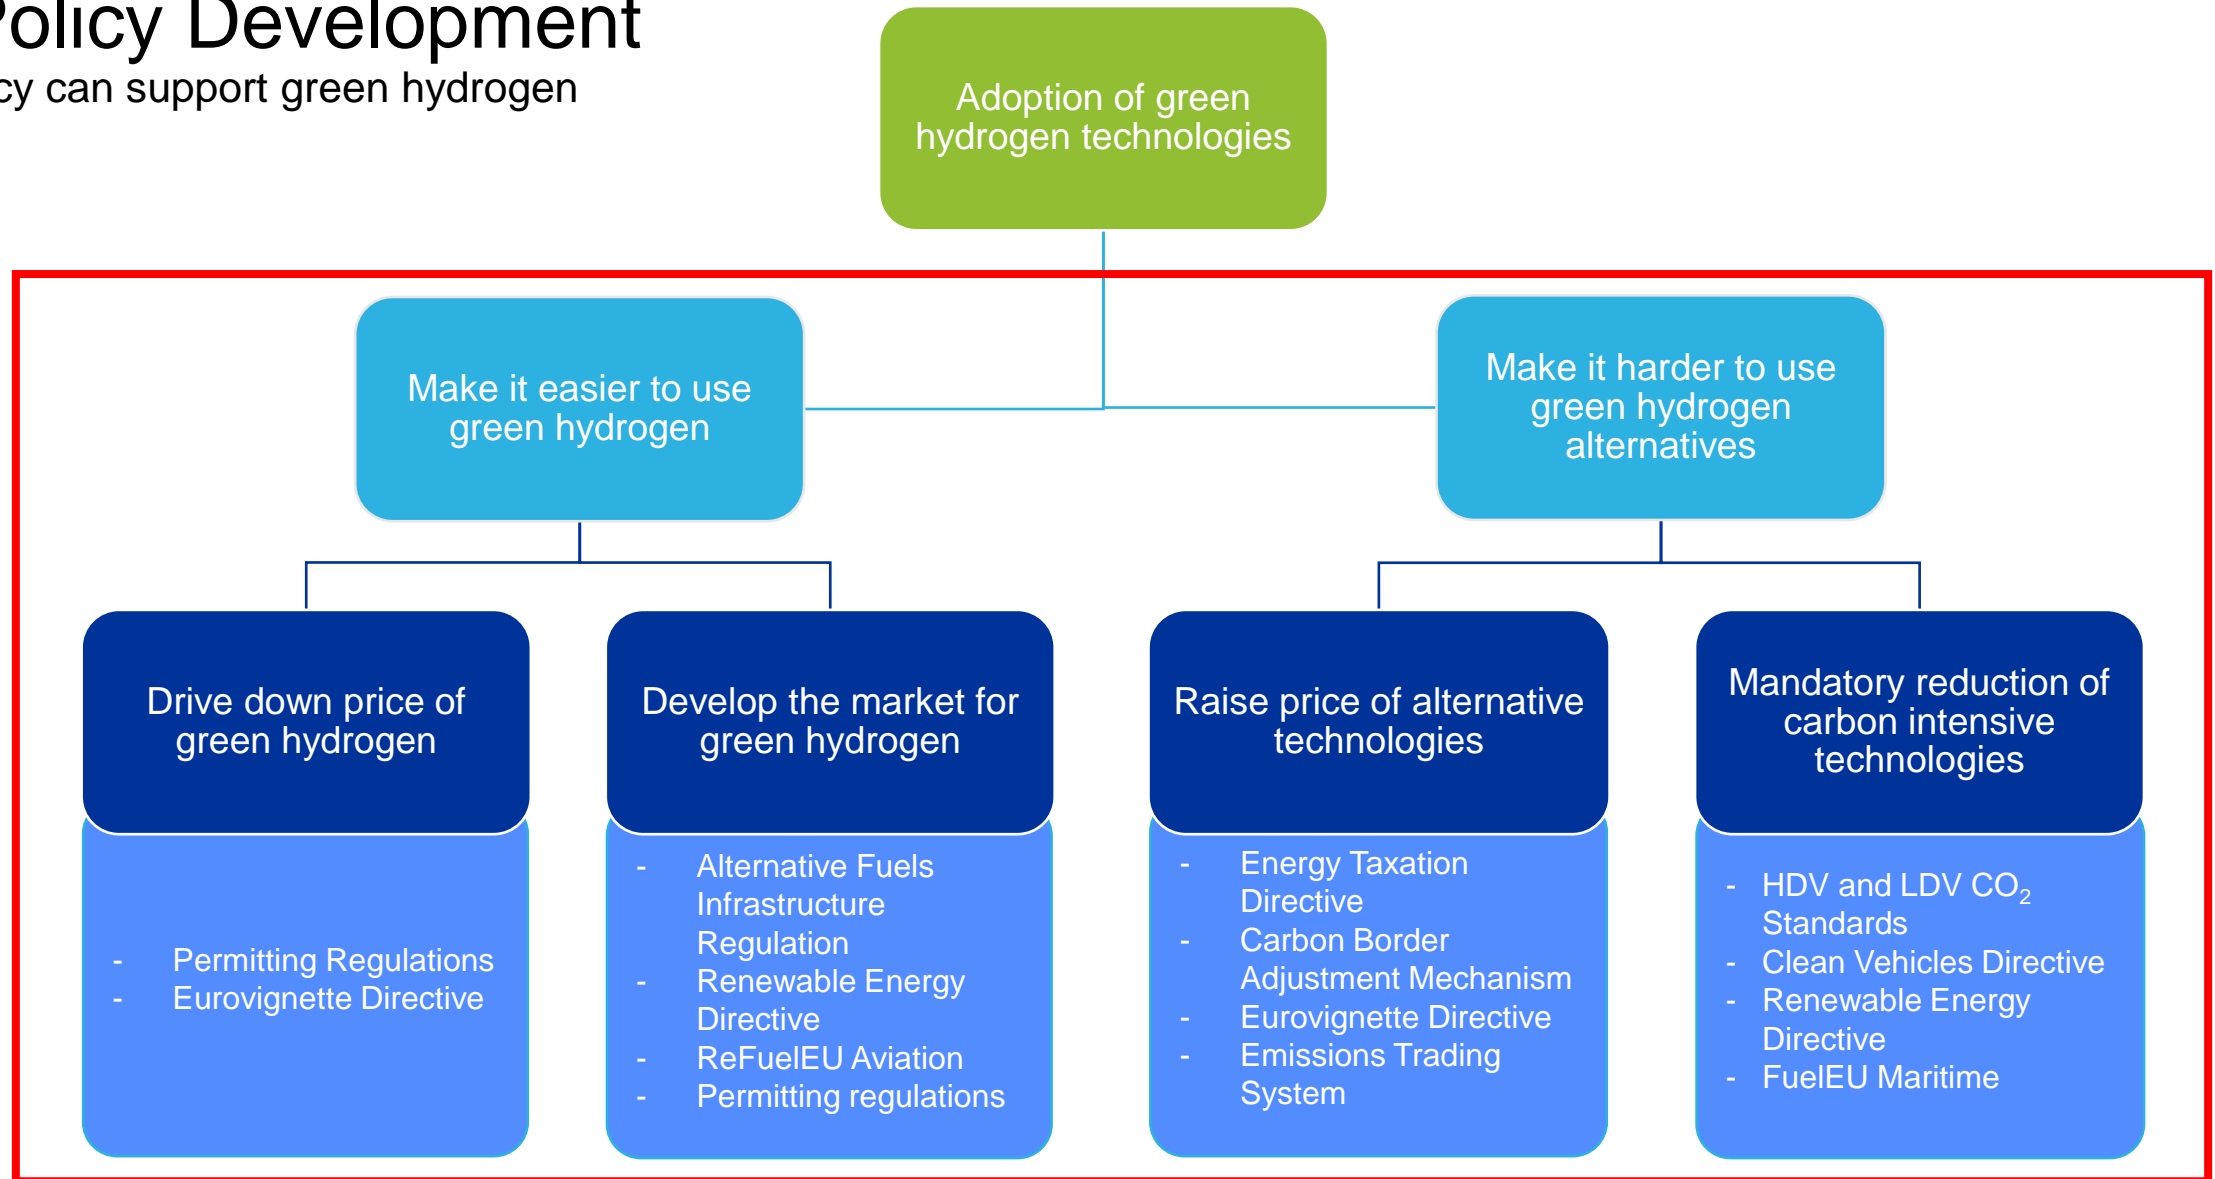 Policy Development
cy can support green hydrogen
Adoption of green
hydrogen technologies
Make it easier to use
green hydrogen
Make it harder to use
green hydrogen
alternatives
Drive down price of
green hydrogen
- Permitting Regulations
- Eurovignette Directive
Develop the market for
green hydrogen
- Alternative Fuels
Infrastructure
Regulation
- Renewable Energy
Directive
- ReFuelEU Aviation
- Permitting regulations
Raise price of alternative
technologies
- Energy Taxation
Directive
- Carbon Border
Adjustment Mechanism
- Eurovignette Directive
- Emissions Trading
System
Mandatory reduction of
carbon intensive
technologies
- HDV and LDV CO₂
Standards
- Clean Vehicles Directive
- Renewable Energy
Directive
- FuelEU Maritime